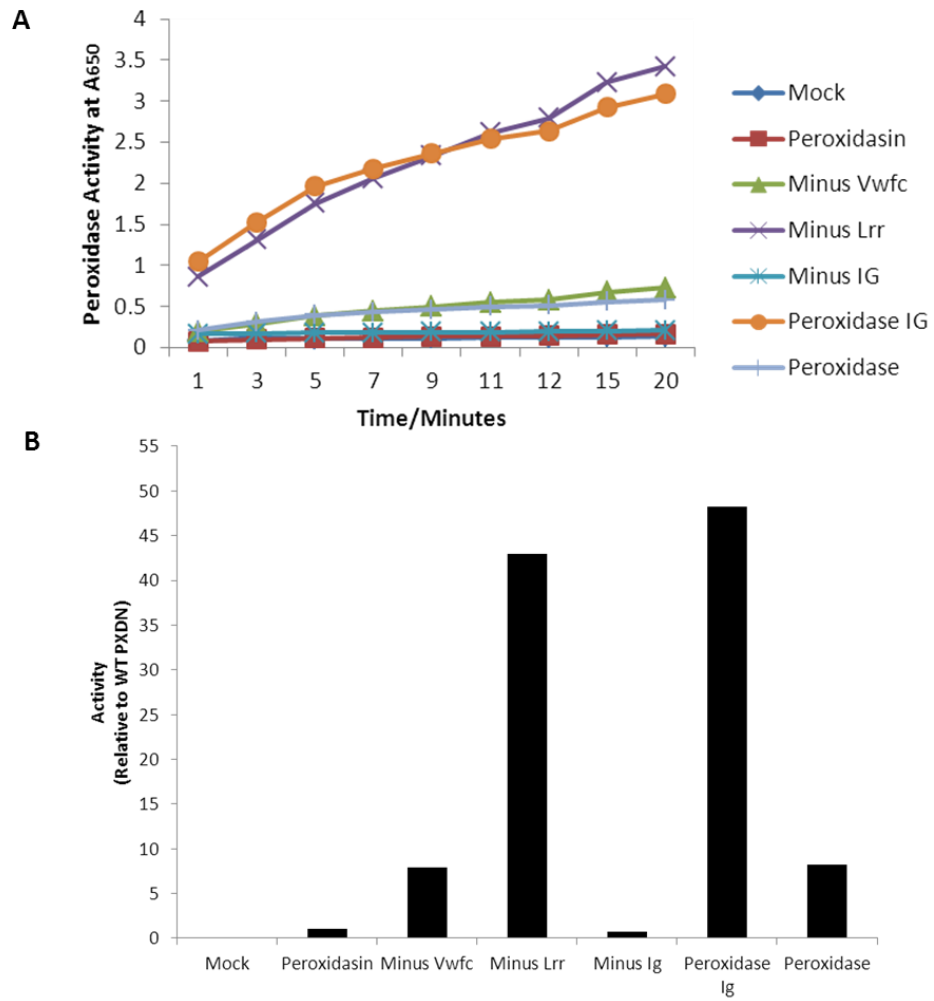 A
Peroxidase Activity at A650
4
3.5
3
2.5
2
1.5
1
0.5
0
1 3 5 7 9 11 12 15 20
Time/Minutes
Mock
Peroxidasin
Minus Vwfc
Minus Lrr
Minus IG
Peroxidase IG
Peroxidase
B
Activity
(Relative to WT PXDN)
55
50
45
40
35
30
25
20
15
10
5
0
Mock Peroxidasin Minus Vwfc Minus Lrr Minus Ig Peroxidase Peroxidase
Ig